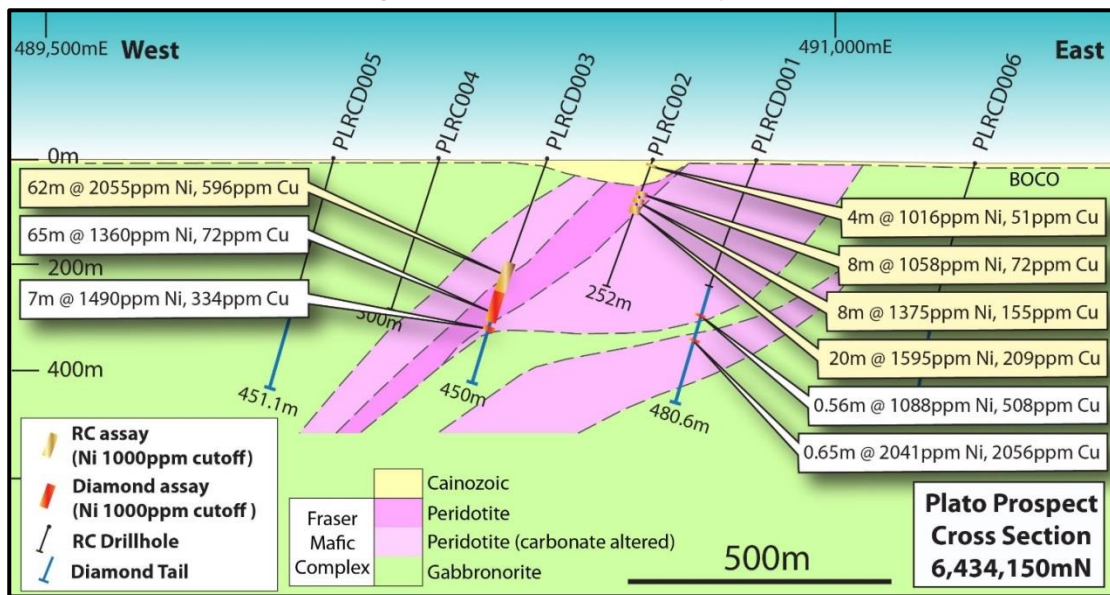 489,500mE
West
491,000mE
East
PLRCD005
PLRC004
PLRCD003
PLRC002
PLRCD001
PLRCD006
0m
BOCO
62m @ 2055ppm Ni, 596ppm Cu
65m @ 1360ppm Ni, 72ppm Cu
200m
7m @ 1490ppm Ni, 334ppm Cu
300m
400m
451.1m
450m
252m
480.6m
4m @ 1016ppm Ni, 51ppm Cu
8m @ 1058ppm Ni, 72ppm Cu
8m @ 1375ppm Ni, 155ppm Cu
20m @ 1595ppm Ni, 209ppm Cu
0.56m @ 1088ppm Ni, 508ppm Cu
0.65m @ 2041ppm Ni, 2056ppm Cu
RC assay
(Ni 1000ppm cutoff)
Diamond assay
(Ni 1000ppm cutoff )
RC Drillhole
Diamond Tail
Fraser
Mafic
Complex
Cainozoic
Peridotite
Peridotite (carbonate altered)
Gabbronorite
500m
Plato Prospect
Cross Section
6,434,150mN